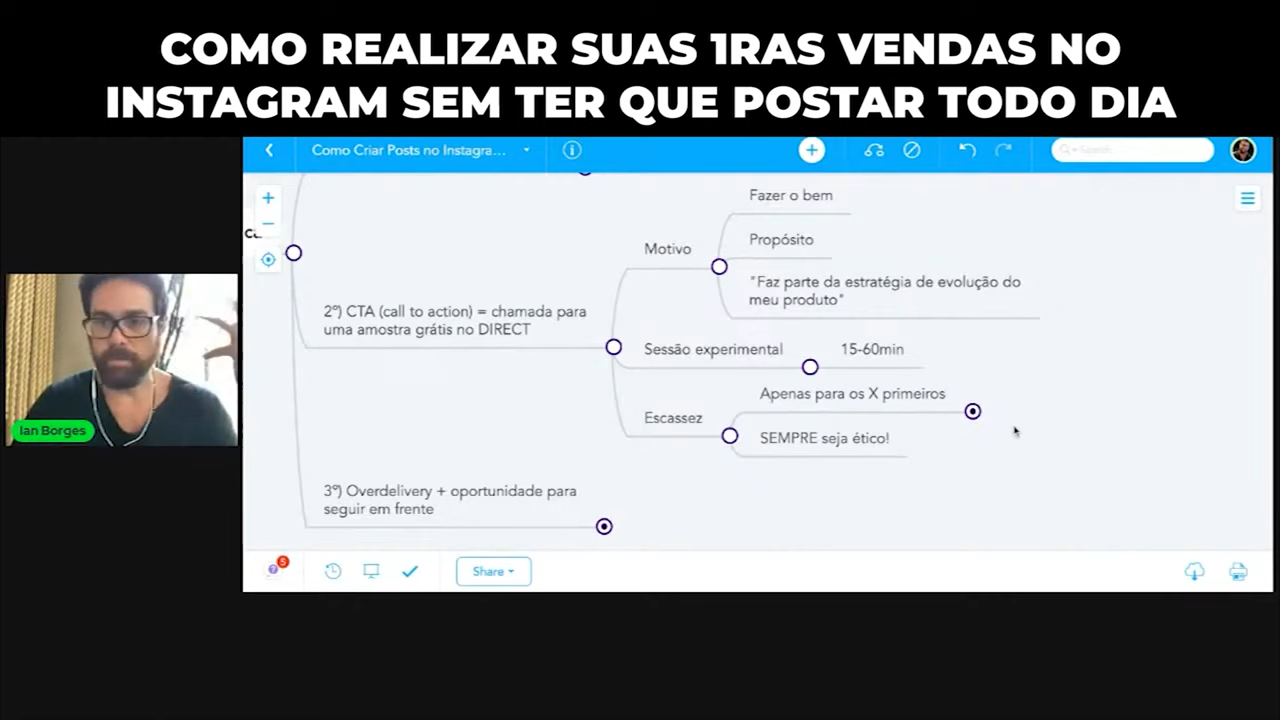 COMO REALIZAR SUAS 1RAS VENDAS NO
INSTAGRAM SEM TER QUE POSTAR TODO DIA
Como Criar Posts no Instagra...
Search
Fazer o bem
Motivo
Propósito
"Faz parte da estratégia de evolução do
meu produto"
2º) CTA (call to action) = chamada para
uma amostra grátis no DIRECT
Sessão experimental
15-60min
Apenas para os X primeiros
Escassez
SEMPRE seja ético!
Ian Borges
3º) Overdelivery + oportunidade para
seguir em frente
5
Share